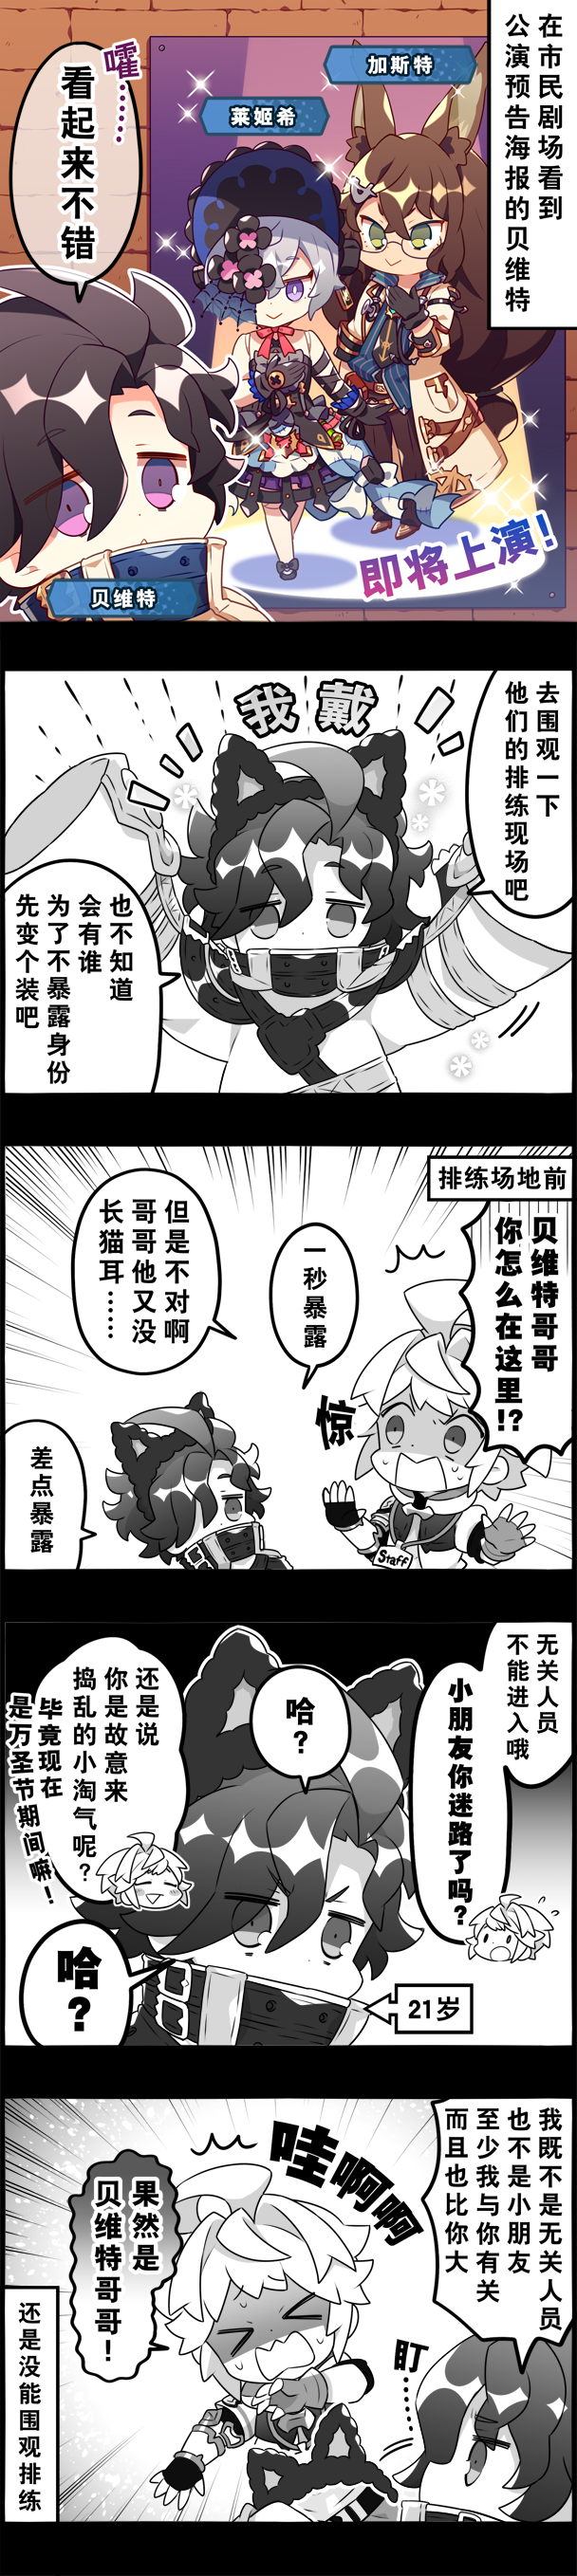 在市民剧场看到
公演预告海报的贝维特
加斯特
莱姬希
嚯……
看起来不错
贝维特
即将上演!
去围观一下
他们的排练现场吧
我戴
也不知道
会有谁
为了不暴露身份
先变个装吧
排练场地前
贝维特哥哥
你怎么在这里!?
惊
一秒暴露
但是不对啊
哥哥他又没
长猫耳……
差点暴露
Staff
无关人员
不能进入哦
小朋友你迷路了吗?
哈?
还是说
你是故意来
捣乱的小淘气呢?
毕竟现在
是万圣节期间嘛!
哈?
21岁
我既不是无关人员
也不是小朋友
至少我与你有关
而且也比你大
哇啊啊
果然是
贝维特哥哥!
盯……
还是没能围观排练